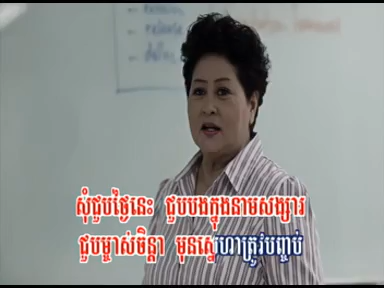 សុំជួបថ្ងៃនេះ ជួបបងក្នុងនាមសង្សារ
ជួបម្ចាស់ចិន្តា មុនស្នេហាត្រូវបញ្ចប់